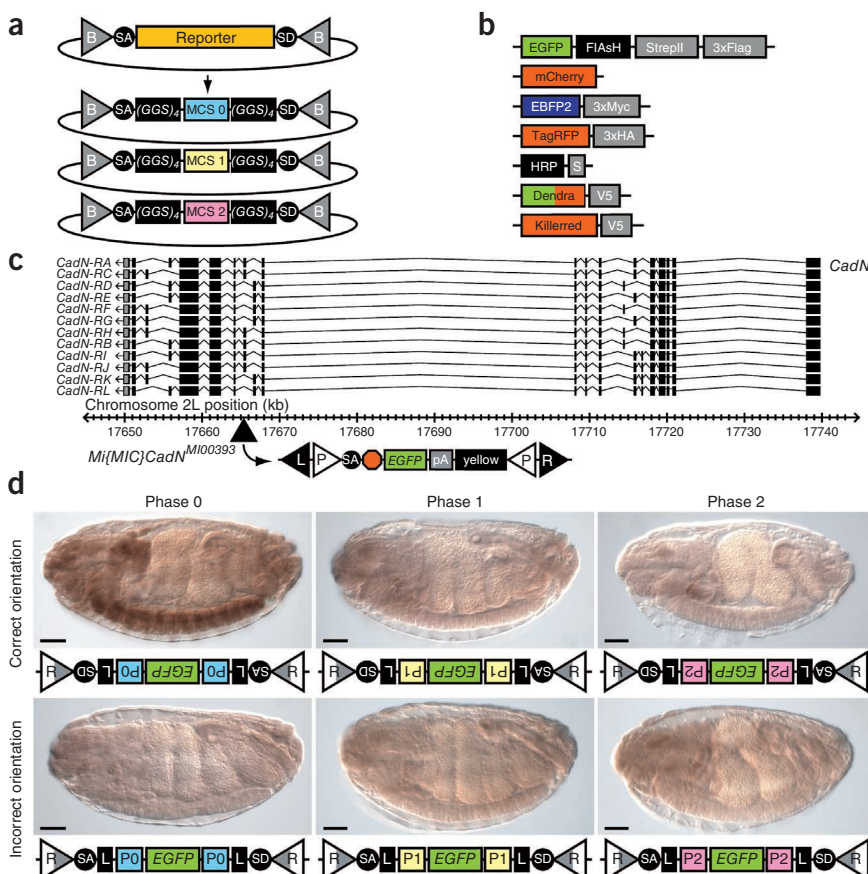 a
B SA Reporter SD B
B SA (GGS)4 MCS 0 (GGS)4 SD B
B SA (GGS)4 MCS 1 (GGS)4 SD B
B SA (GGS)4 MCS 2 (GGS)4 SD B
b
EGFP FlAsH StrepII 3xFlag
mCherry
EBFP2 3xMyc
TagRFP 3xHA
HRP S
Dendra V5
Killerred V5
c
CadN-RA
CadN-RC
CadN-RD
CadN-RE
CadN-RF
CadN-RG
CadN-RH
CadN-RB
CadN-RI
CadN-RJ
CadN-RK
CadN-RL
CadN
Chromosome 2L position (kb)
17650 17660 17670 17680 17690 17700 17710 17720 17730 17740
Mi{MIC}CadN^MI00393
L P SA EGFP pA yellow P R
d
Phase 0 Phase 1 Phase 2
Correct orientation
R SD L P0 EGFP P0 L SA R
R SD L P1 EGFP P1 L SA R
R SD L P2 EGFP P2 L SA R
Incorrect orientation
R SA L P0 EGFP P0 L SD R
R SA L P1 EGFP P1 L SD R
R SA L P2 EGFP P2 L SD R